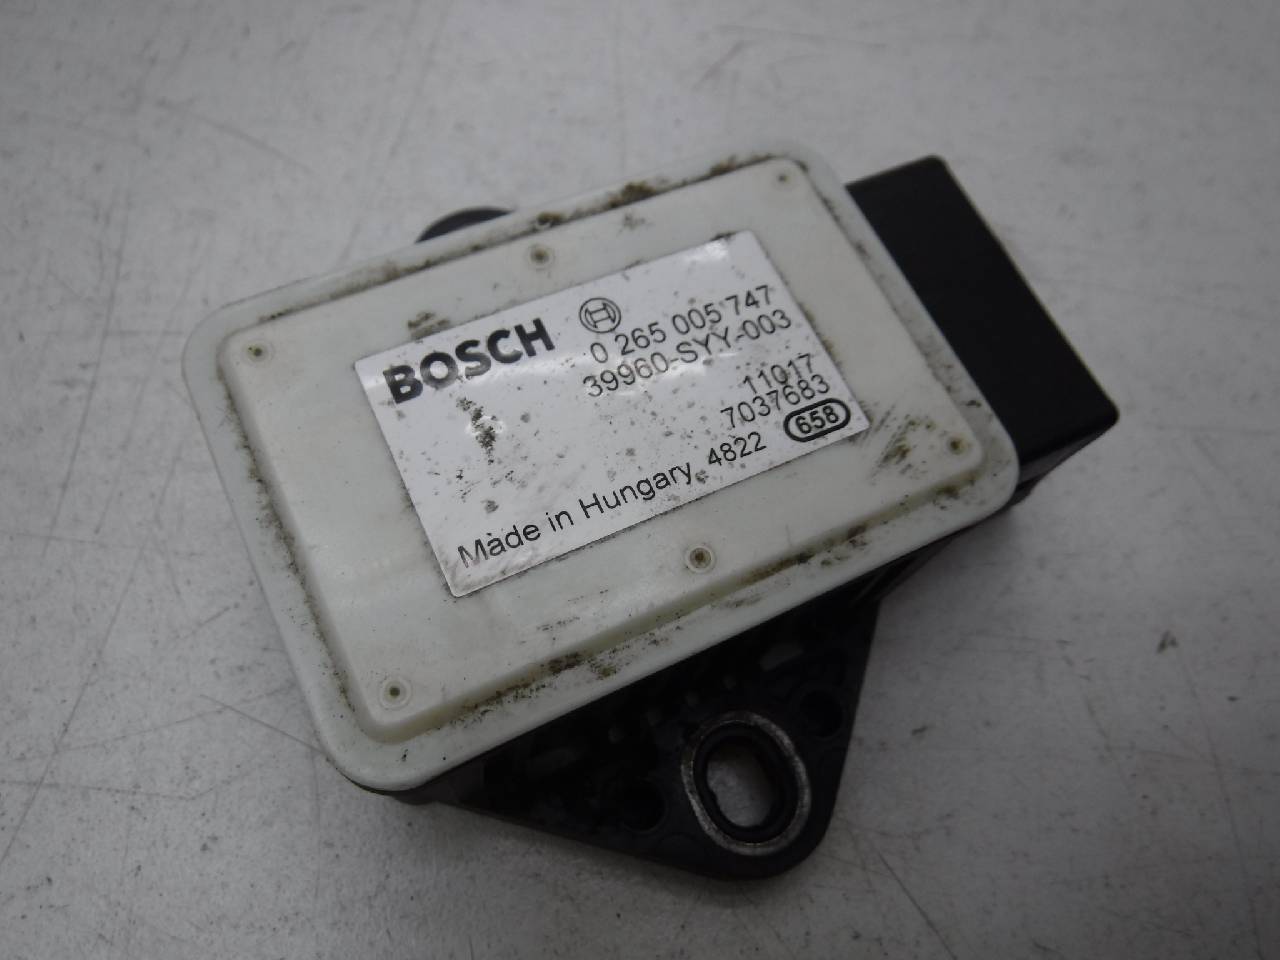 BOSCH
0 265 005 747
39960-SYY-003
11017
7037683
Made in Hungary 4822 658